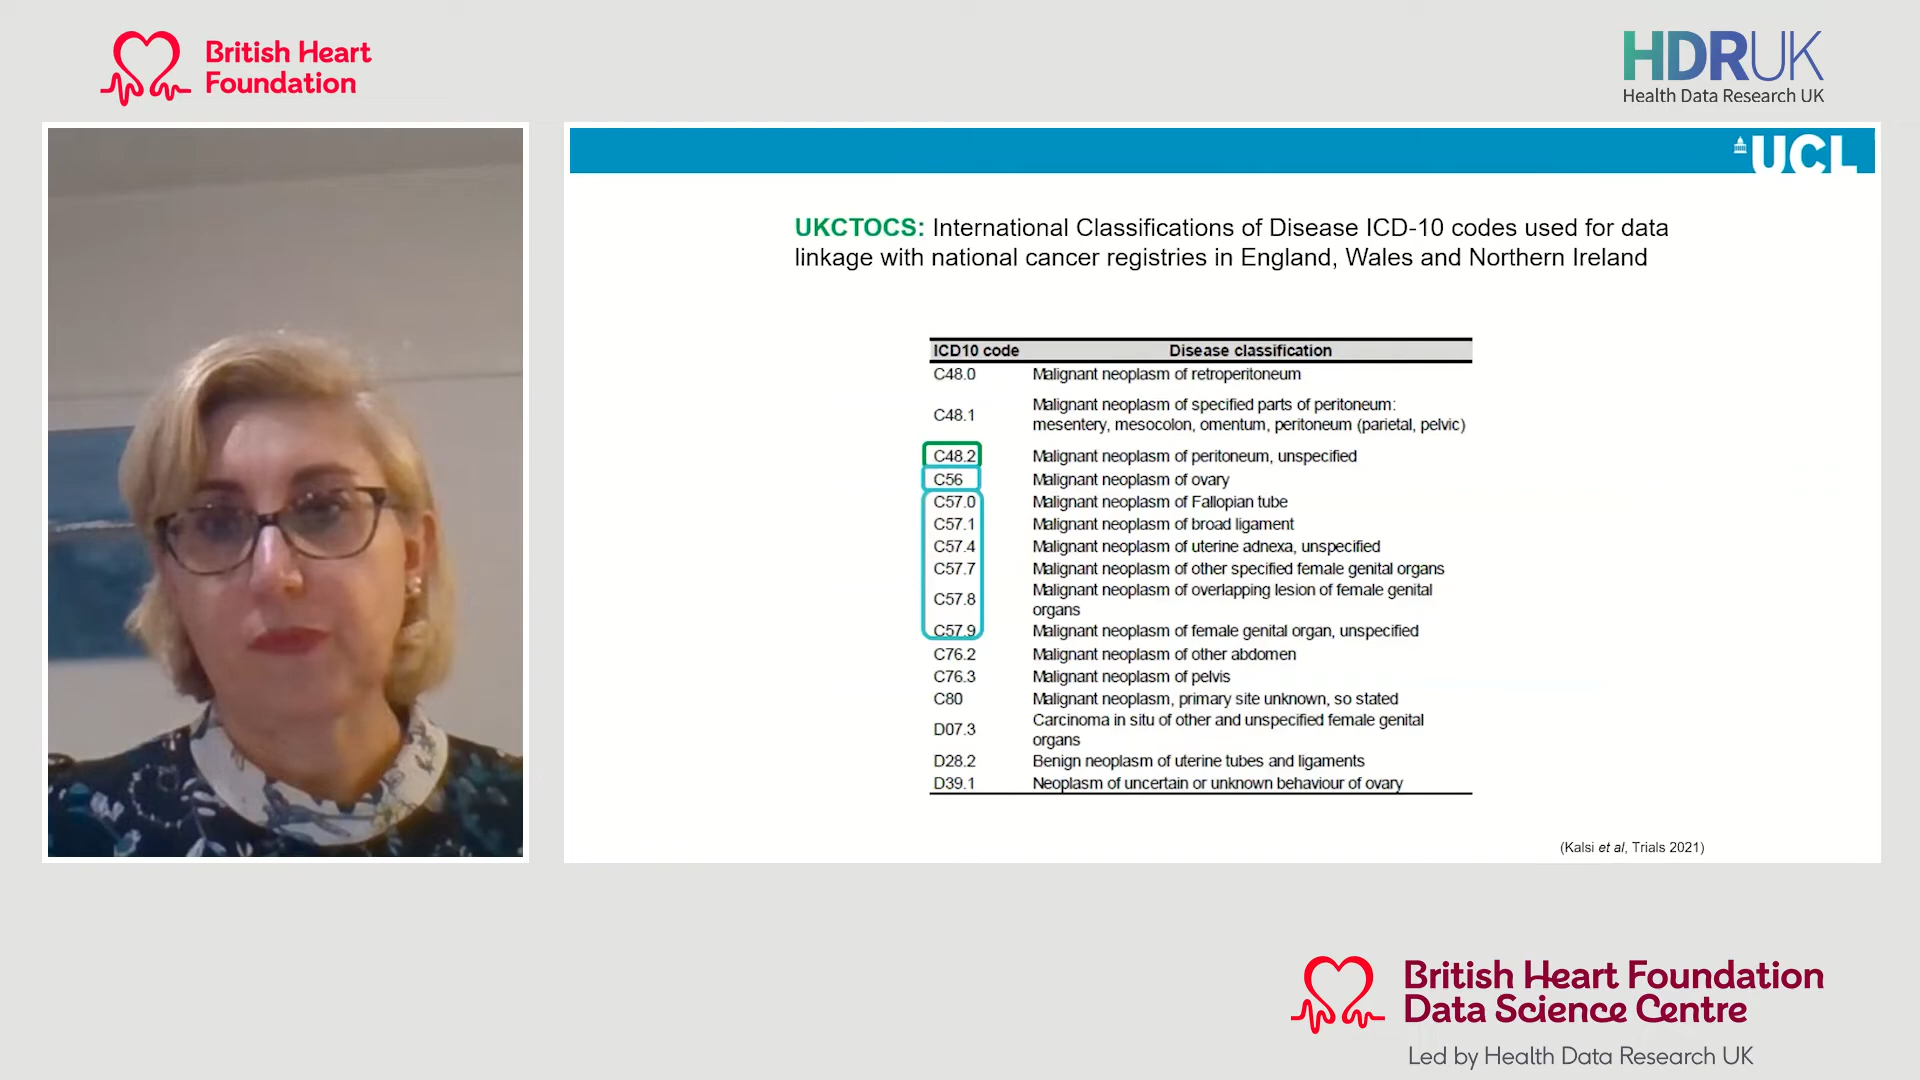 British Heart
Foundation
HDRUK
Health Data Research UK
UCL
UKCTOCS: International Classifications of Disease ICD-10 codes used for data
linkage with national cancer registries in England, Wales and Northern Ireland
ICD10 code Disease classification
C48.0 Malignant neoplasm of retroperitoneum
C48.1 Malignant neoplasm of specified parts of peritoneum:
mesentery, mesocolon, omentum, peritoneum (parietal, pelvic)
C48.2 Malignant neoplasm of peritoneum, unspecified
C56 Malignant neoplasm of ovary
C57.0 Malignant neoplasm of Fallopian tube
C57.1 Malignant neoplasm of broad ligament
C57.4 Malignant neoplasm of uterine adnexa, unspecified
C57.7 Malignant neoplasm of other specified female genital organs
C57.8 Malignant neoplasm of overlapping lesion of female genital
organs
C57.9 Malignant neoplasm of female genital organ, unspecified
C76.2 Malignant neoplasm of other abdomen
C76.3 Malignant neoplasm of pelvis
C80 Malignant neoplasm, primary site unknown, so stated
D07.3 Carcinoma in situ of other and unspecified female genital
organs
D28.2 Benign neoplasm of uterine tubes and ligaments
D39.1 Neoplasm of uncertain or unknown behaviour of ovary
(Kalsi et al, Trials 2021)
British Heart Foundation
Data Science Centre
Led by Health Data Research UK